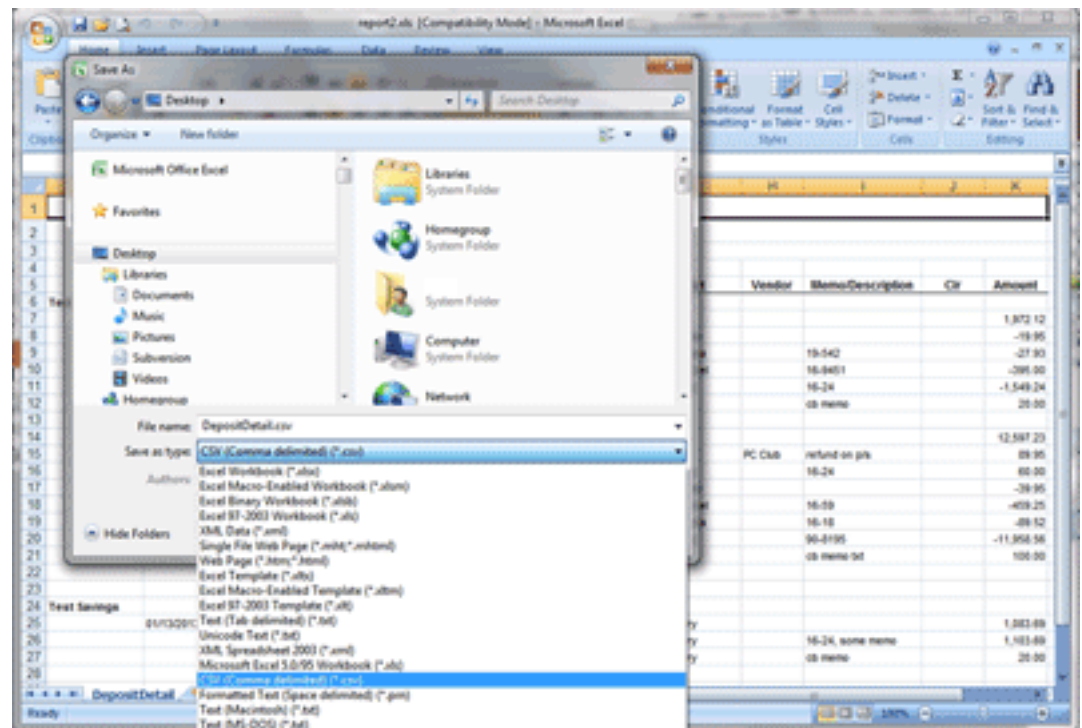 report2.xls [Compatibility Mode] - Microsoft Excel
Home Insert Page Layout Formulas Data Review View
Save As
Desktop
Search Desktop
Organize
New folder
Microsoft Office Excel
Favorites
Desktop
Libraries
Documents
Music
Pictures
Subversion
Videos
Homegroup
Libraries
System Folder
Homegroup
System Folder
System Folder
Computer
System Folder
Network
File name: DepositDetail.csv
Save as type: CSV (Comma delimited) (*.csv)
Authors:
Hide Folders
Excel Workbook (*.xlsx)
Excel Macro-Enabled Workbook (*.xlsm)
Excel Binary Workbook (*.xlsb)
Excel 97-2003 Workbook (*.xls)
XML Data (*.xml)
Single File Web Page (*.mht;*.mhtml)
Web Page (*.htm;*.html)
Excel Template (*.xltx)
Excel Macro-Enabled Template (*.xltm)
Excel 97-2003 Template (*.xlt)
Text (Tab delimited) (*.txt)
Unicode Text (*.txt)
XML Spreadsheet 2003 (*.xml)
Microsoft Excel 5.0/95 Workbook (*.xls)
CSV (Comma delimited) (*.csv)
Formatted Text (Space delimited) (*.prn)
Text (Macintosh) (*.txt)
Text (MS-DOS) (*.txt)
Paste
Format as Table
Cell Styles
Insert
Delete
Format
Sort & Filter
Find & Select
Styles
Cells
Editing
H I J K
Vendor Memo/Description Clr Amount
1,972.12
-19.95
19-542 -27.93
16-9451 -395.00
16-24 -1,549.24
cb memo 20.00
12,597.23
PC Club refund on p/s 89.95
16-24 60.00
-39.95
16-59 -459.25
16-18 -89.52
90-8195 -11,958.56
cb memo txt 100.00
24 Test Savings
25 1,083.69
26 16-24, some memo 1,103.69
27 cb memo 20.00
28
DepositDetail
Ready
100%